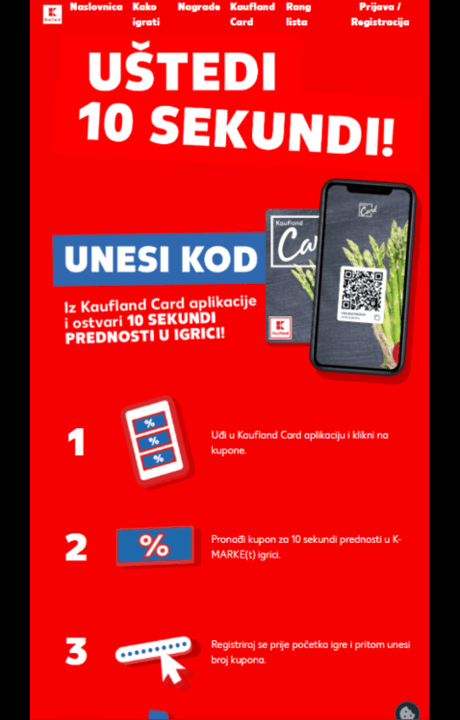 Naslovnica
Kako
igrati
Nagrade
Kaufland
Card
Rang
lista
Prijava /
Registracija
UŠTEDI
10 SEKUNDI!
Kaufland
Card
Card
UNESI KOD
Iz Kaufland Card aplikacije
i ostvari 10 SEKUNDI
PREDNOSTI U IGRICI!
1
%
%
%
Uđi u Kaufland Card aplikaciju i klikni na
kupone.
2
%
Pronađi kupon za 10 sekundi prednosti u K-
MARKE(t) igrici.
3
Registriraj se prije početka igre i pritom unesi
broj kupona.